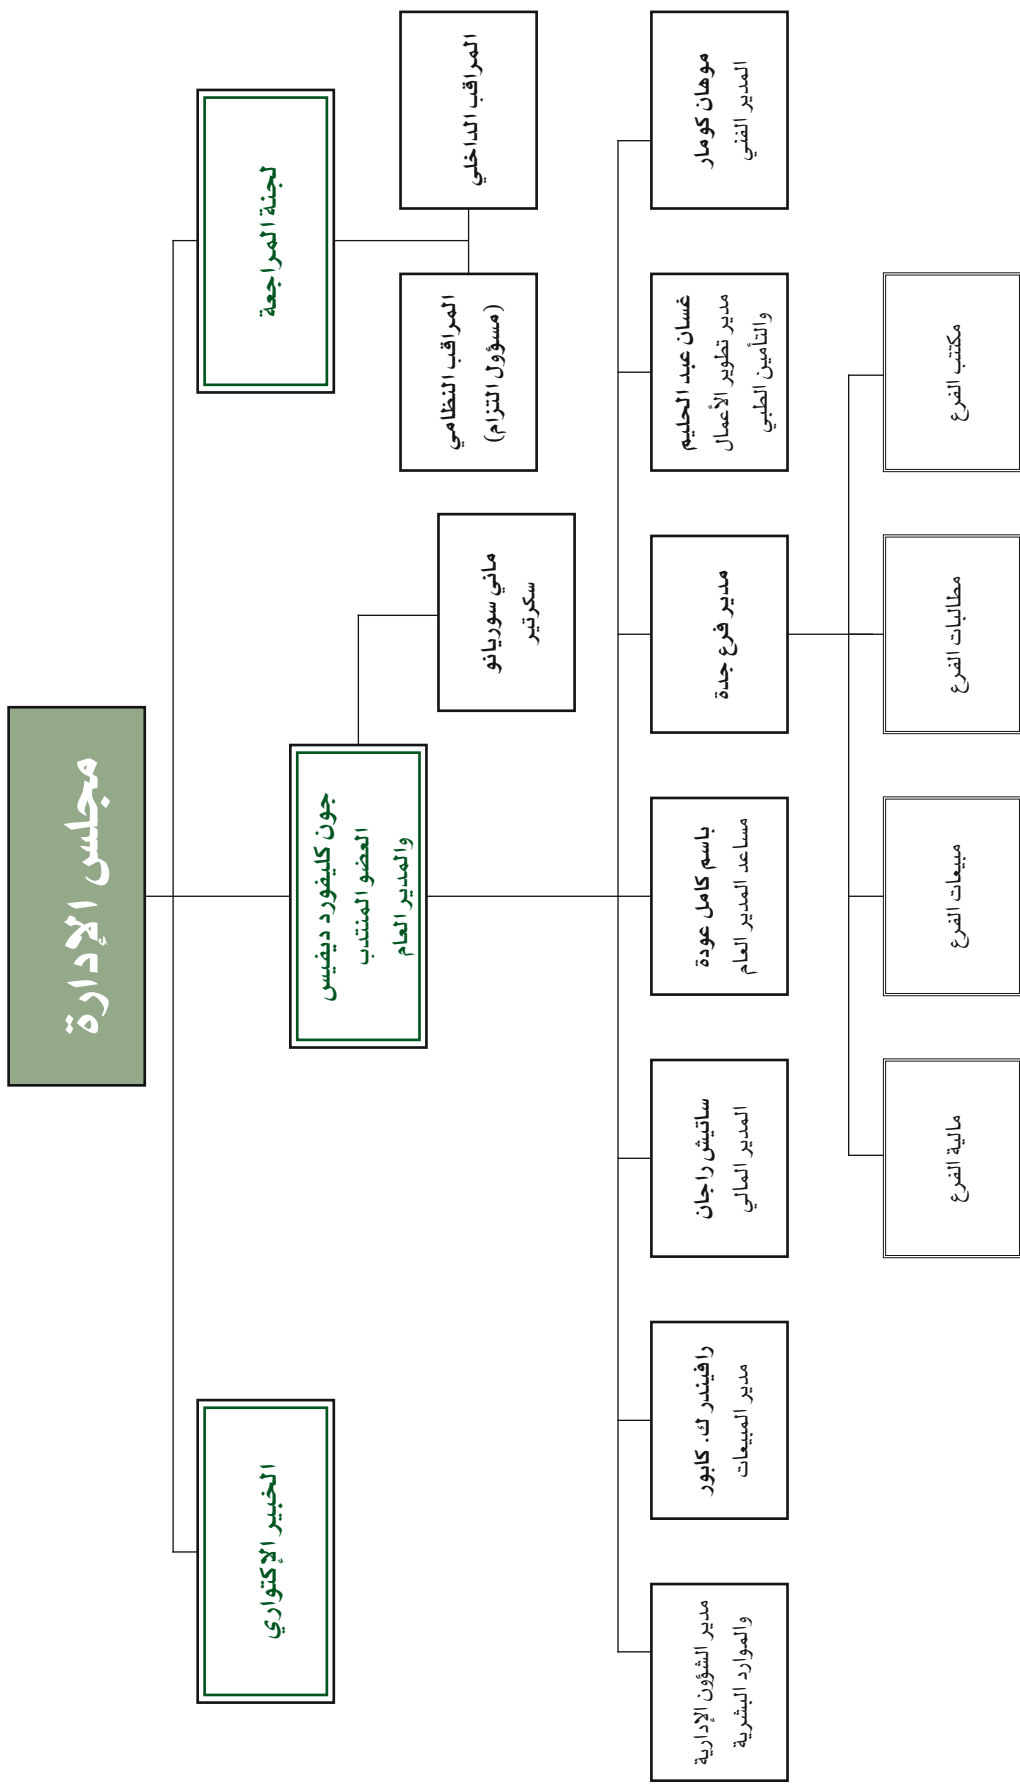 مجلس الإدارة
لجنة المراجعة
جون كليفورد ديفيس
العضو المنتدب
والمدير العام
الخبير الإكتواري
المراقب الداخلي
المراقب النظامي
(مسؤول التزام)
ماني سوريانو
سكرتير
موهان كومار
المدير الفني
غسان عبد الحليم
مدير تطوير الأعمال
والتأمين الطبي
مدير فرع جدة
باسم كامل عودة
مساعد المدير العام
ساتيش راجان
المدير المالي
رافيندر ك. كابور
مدير المبيعات
مدير الشؤون الإدارية
والموارد البشرية
مكتتب الفرع
مطالبات الفرع
مبيعات الفرع
مالية الفرع